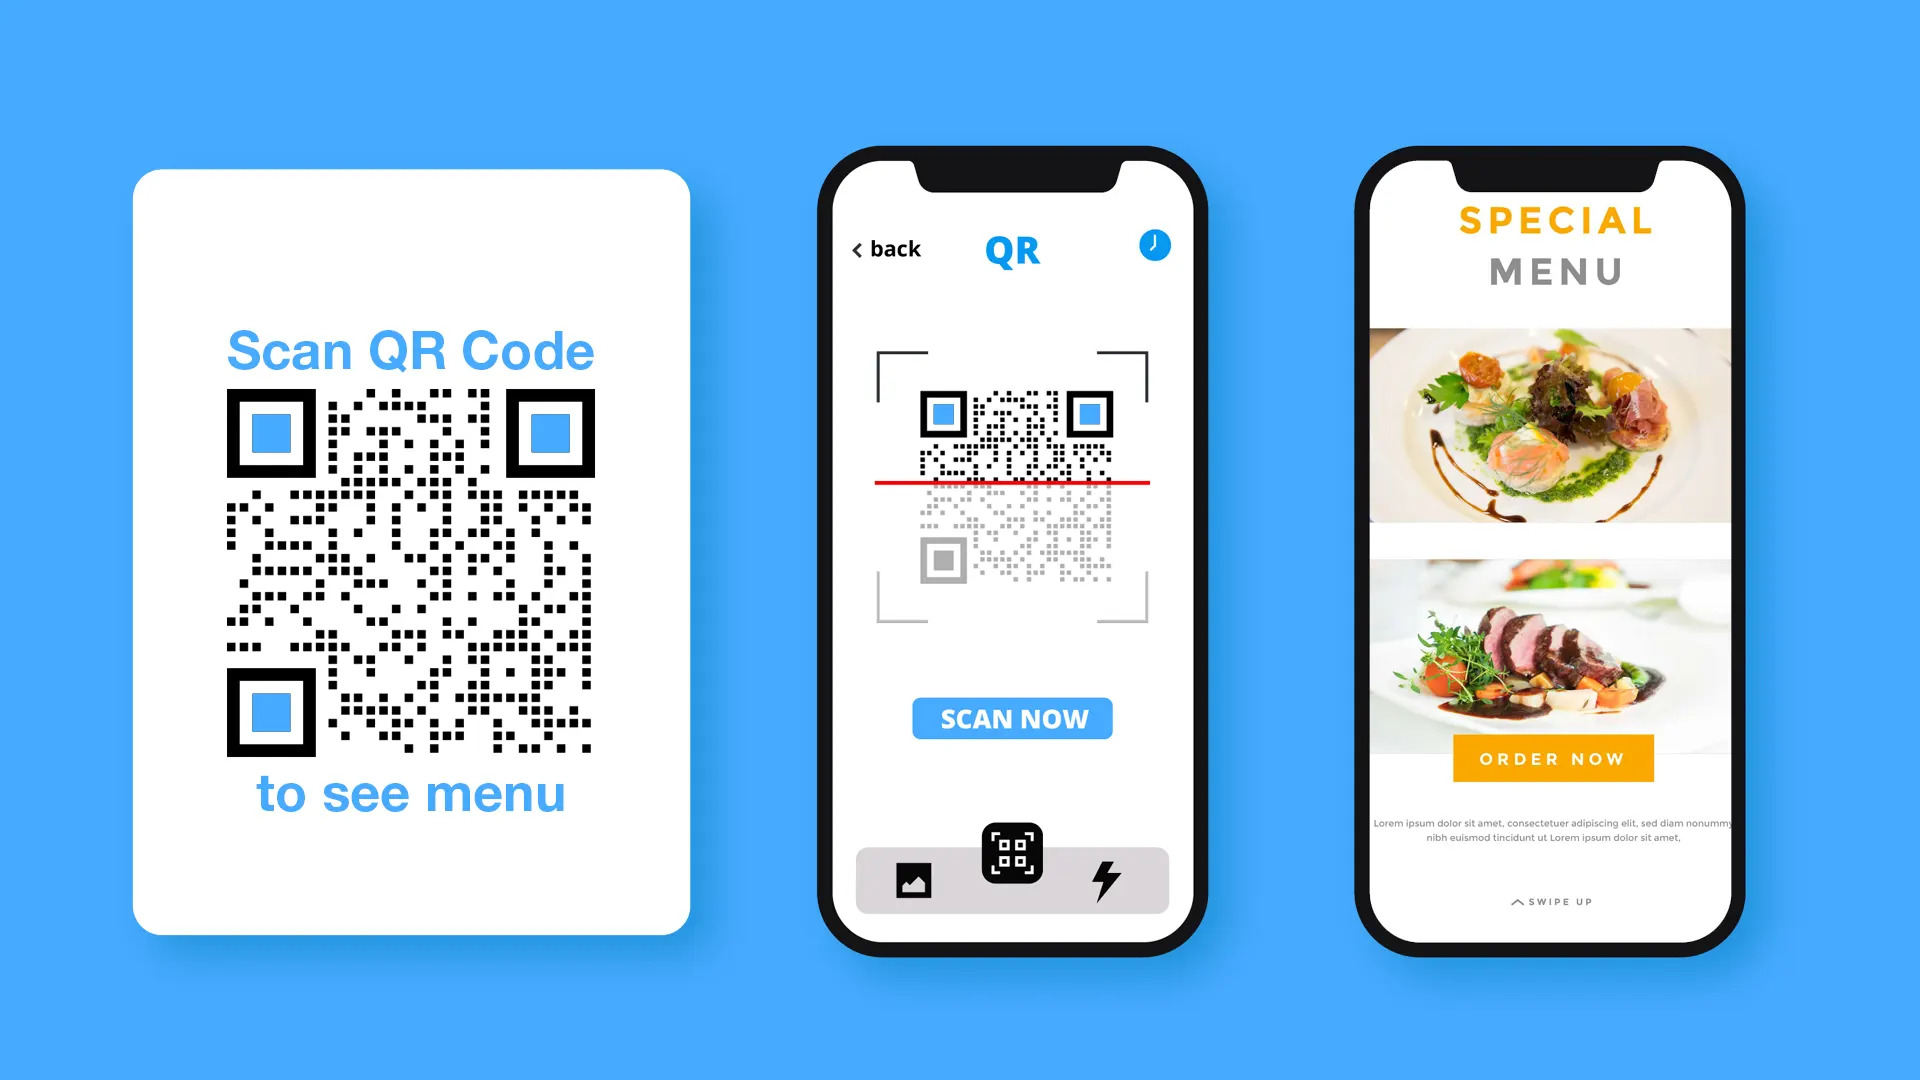 Scan QR Code
to see menu
back
QR
SCAN NOW
SPECIAL
MENU
ORDER NOW
Lorem ipsum dolor sit amet, consectetuer adipiscing elit, sed diam nonummy
nibh euismod tincidunt ut Lorem ipsum dolor sit amet,
SWIPE UP